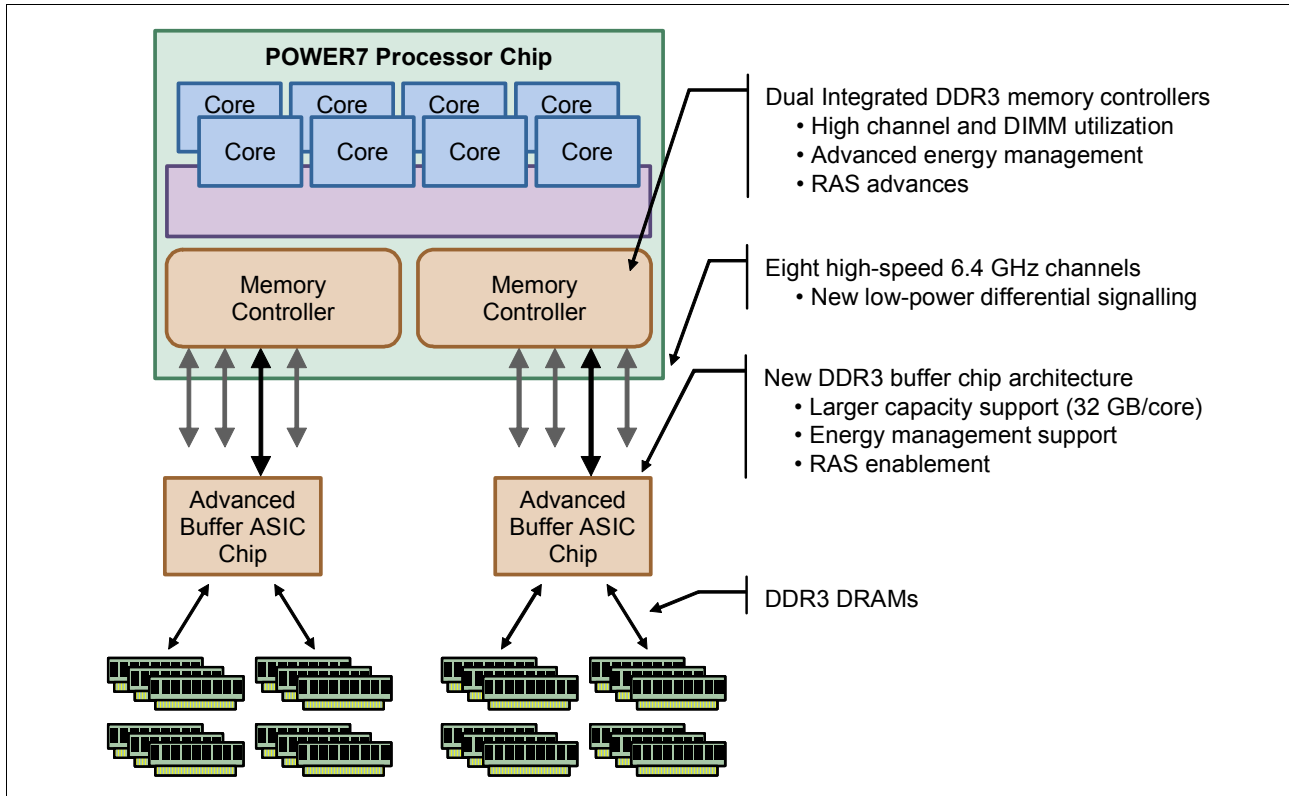 POWER7 Processor Chip
Core Core Core Core
Core Core Core Core
Memory
Controller
Memory
Controller
Advanced
Buffer ASIC
Chip
Advanced
Buffer ASIC
Chip
Dual Integrated DDR3 memory controllers
• High channel and DIMM utilization
• Advanced energy management
• RAS advances
Eight high-speed 6.4 GHz channels
• New low-power differential signalling
New DDR3 buffer chip architecture
• Larger capacity support (32 GB/core)
• Energy management support
• RAS enablement
DDR3 DRAMs